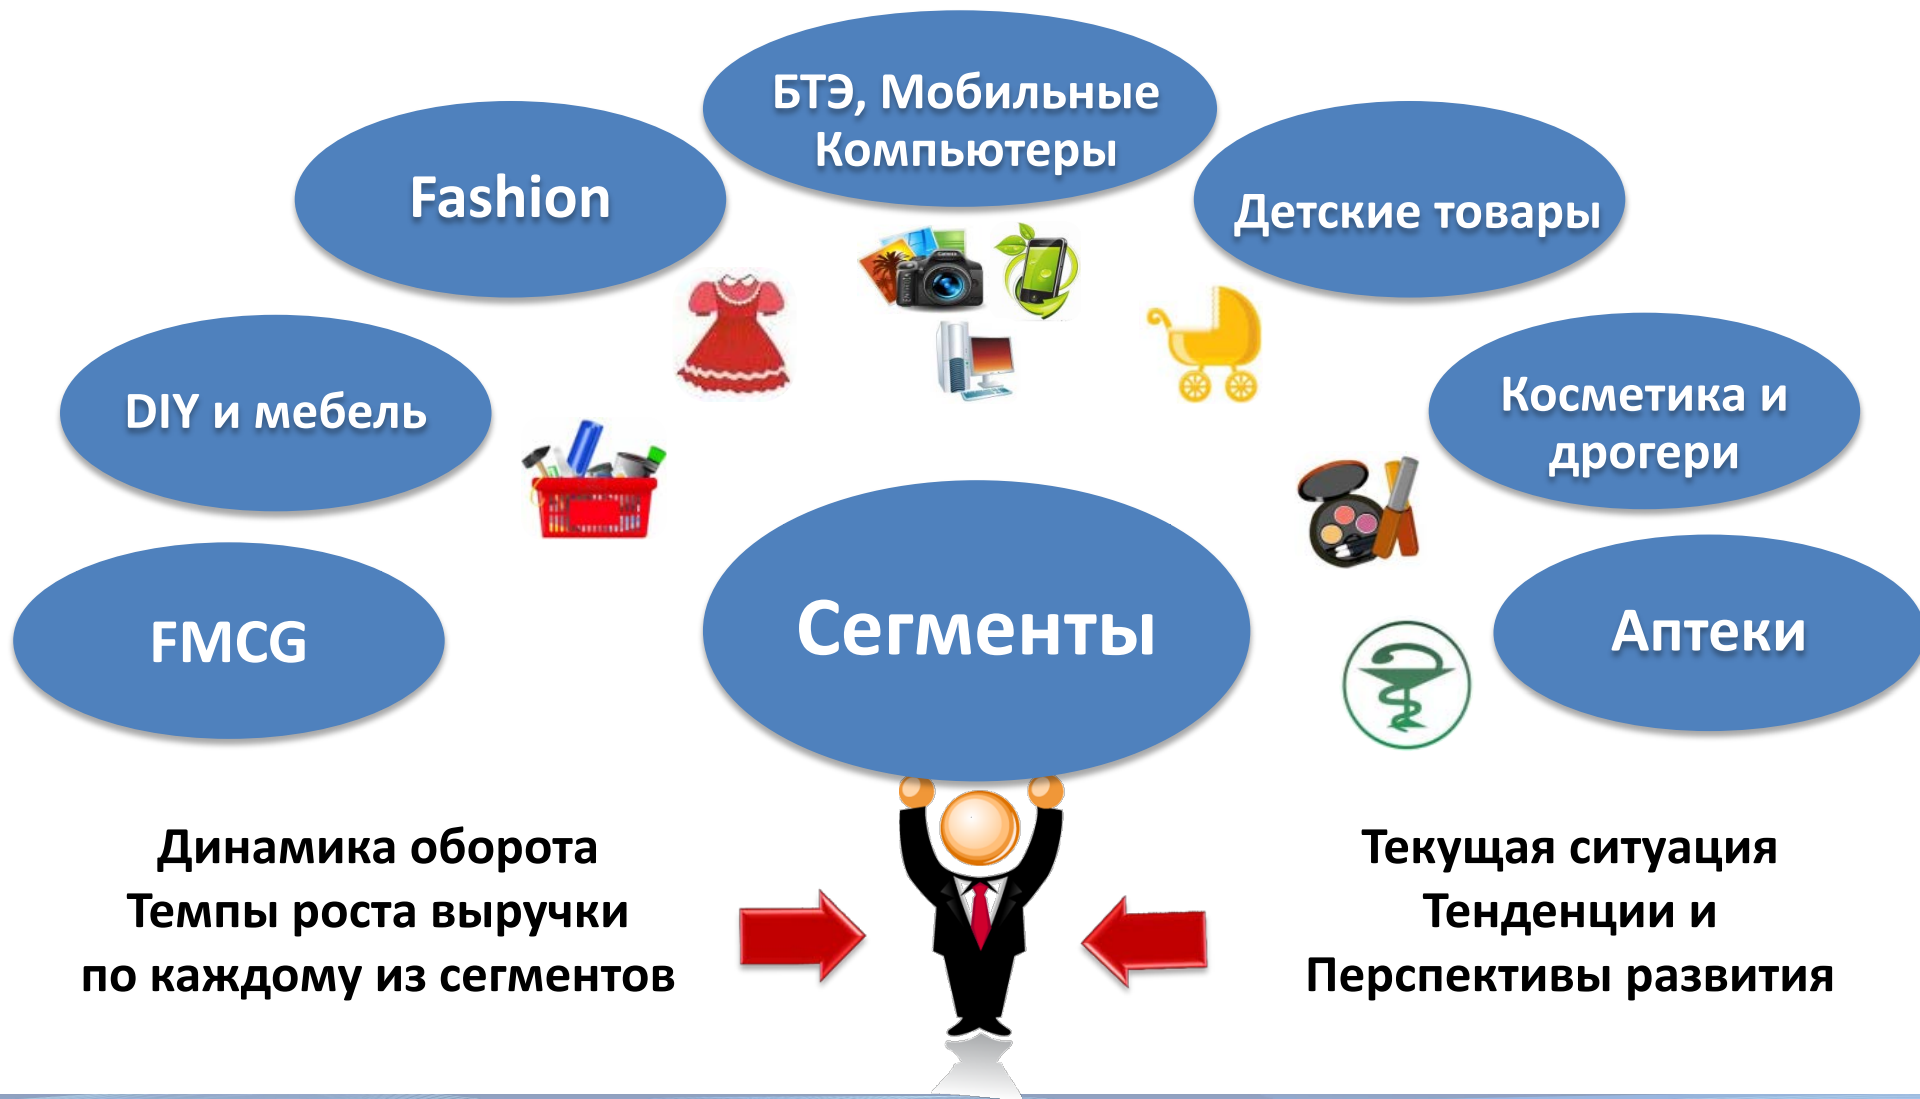 БТЭ, Мобильные
Компьютеры
Fashion
Детские товары
DIY и мебель
Косметика и
дрогери
FMCG
Сегменты
Аптеки
Динамика оборота
Темпы роста выручки
по каждому из сегментов
Текущая ситуация
Тенденции и
Перспективы развития